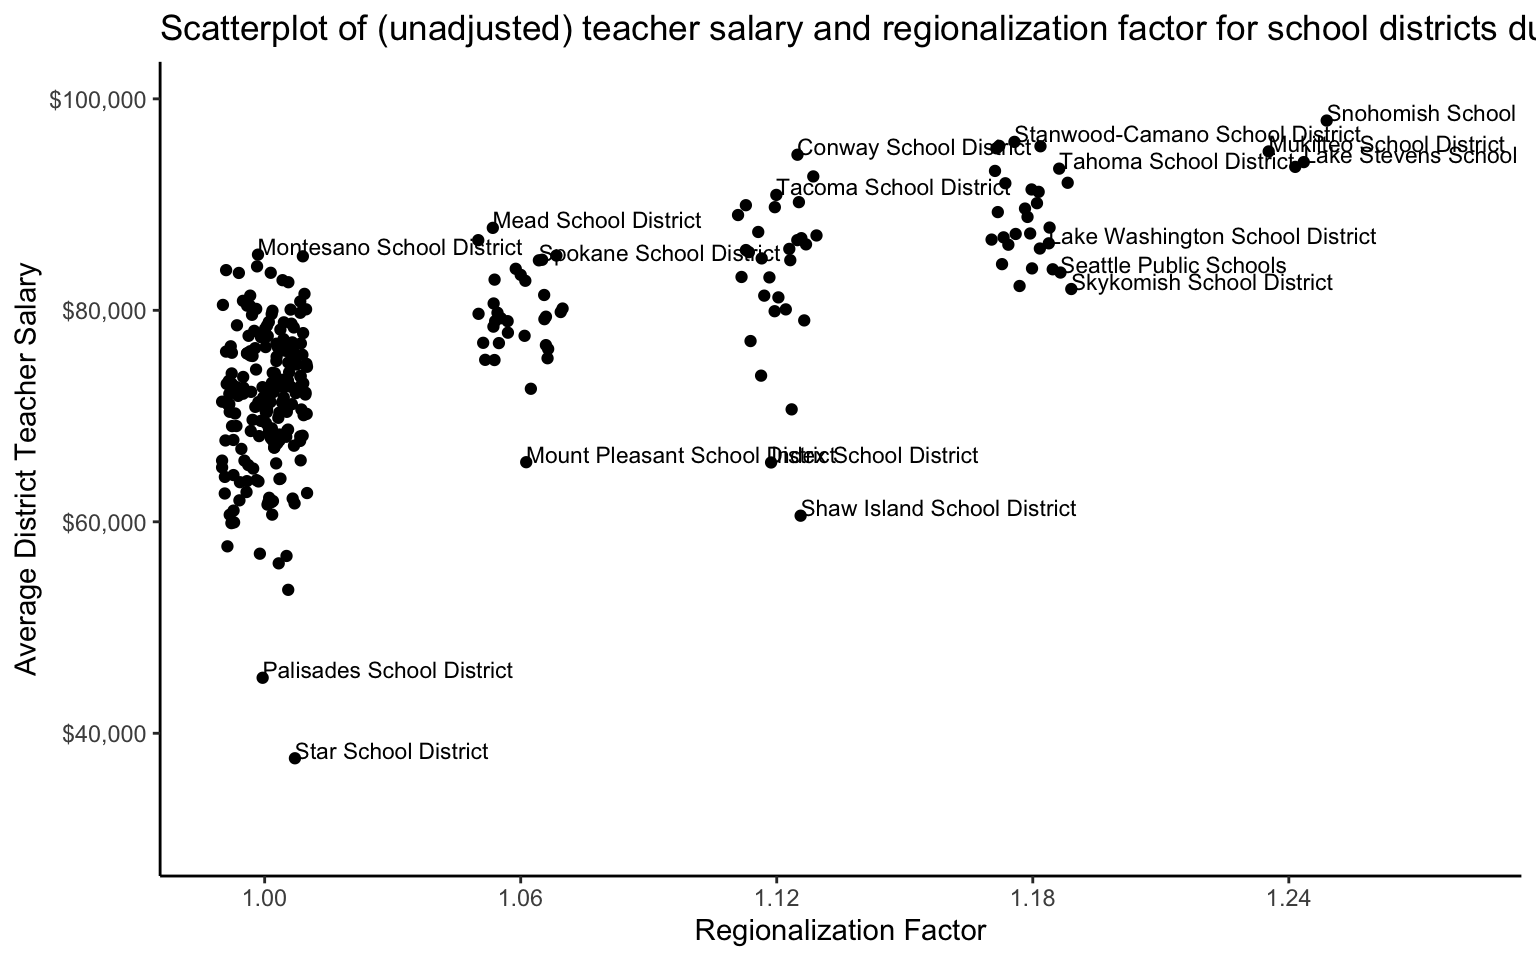 Scatterplot of (unadjusted) teacher salary and regionalization factor for school districts du
$100,000
$80,000
$60,000
$40,000
Average District Teacher Salary
Snohomish School
Stanwood-Camano School District
Mukilteo School District
Conway School District
Lake Stevens School
Tahoma School District
Tacoma School District
Mead School District
Lake Washington School District
Montesano School District
Spokane School District
Seattle Public Schools
Skykomish School District
Mount Pleasant School District
Index School District
Shaw Island School District
Palisades School District
Star School District
1.00
1.06
1.12
1.18
1.24
Regionalization Factor